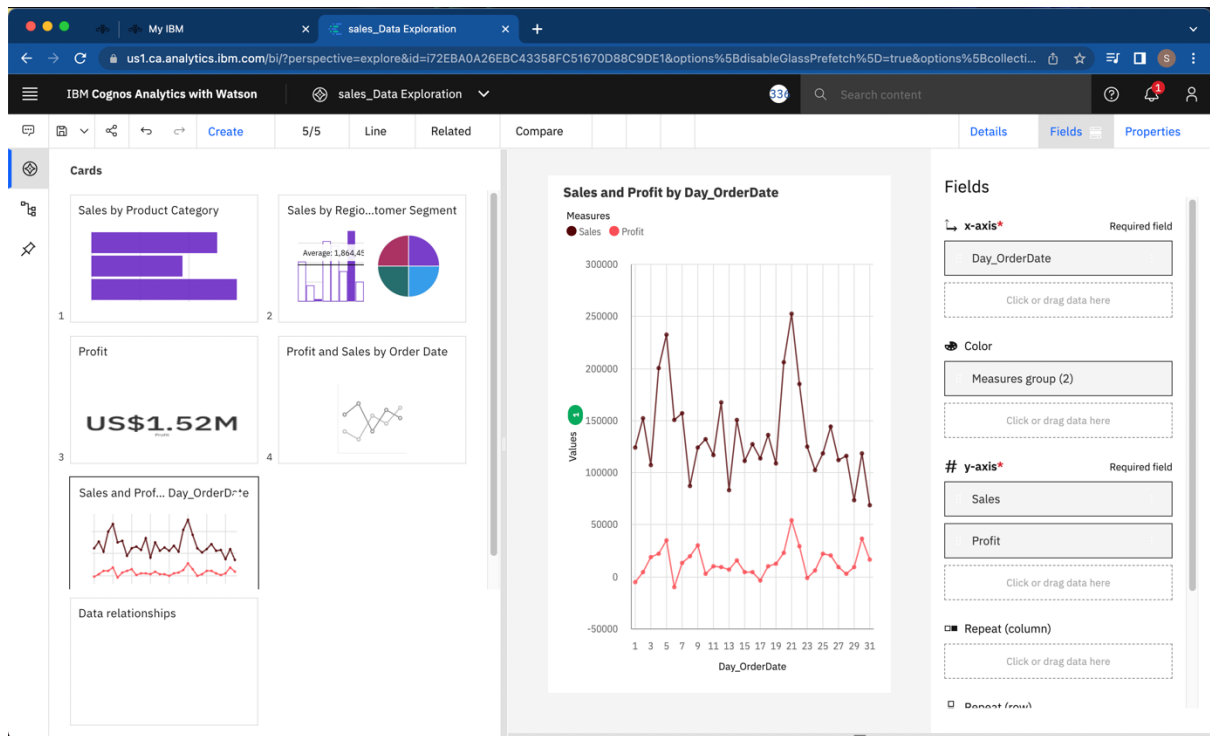 My IBM
sales_Data Exploration
us1.ca.analytics.ibm.com/bi/?perspective=explore&id=i72EBA0A26EBC43358FC51670D88C9DE1&options%5BdisableGlassPrefetch%5D=true&options%5Bcollecti...
S
IBM Cognos Analytics with Watson
sales_Data Exploration
336
Search content
1
Create
5/5
Line
Related
Compare
Details
Fields
Properties
Cards
Sales by Product Category
1
Sales by Regio...tomer Segment
Average: 1,864,45
2
Profit
US$1.52M
Profit
3
Profit and Sales by Order Date
4
Sales and Prof... Day_OrderDate
Data relationships
Sales and Profit by Day_OrderDate
Measures
Sales Profit
300000
250000
200000
150000
100000
50000
0
-50000
Values
1
1 3 5 7 9 11 13 15 17 19 21 23 25 27 29 31
Day_OrderDate
Fields
x-axis* Required field
Day_OrderDate
Click or drag data here
Color
Measures group (2)
Click or drag data here
# y-axis* Required field
Sales
Profit
Click or drag data here
Repeat (column)
Click or drag data here
Repeat (row)